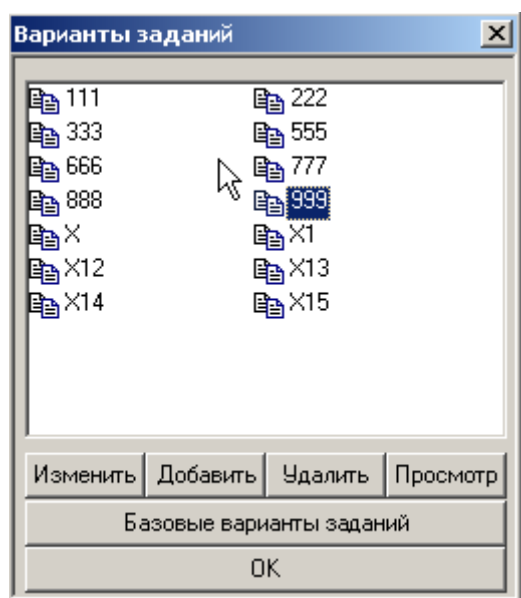 Варианты заданий
111 222
333 555
666 777
888 999
X X1
X12 X13
X14 X15
Изменить Добавить Удалить Просмотр
Базовые варианты заданий
OK